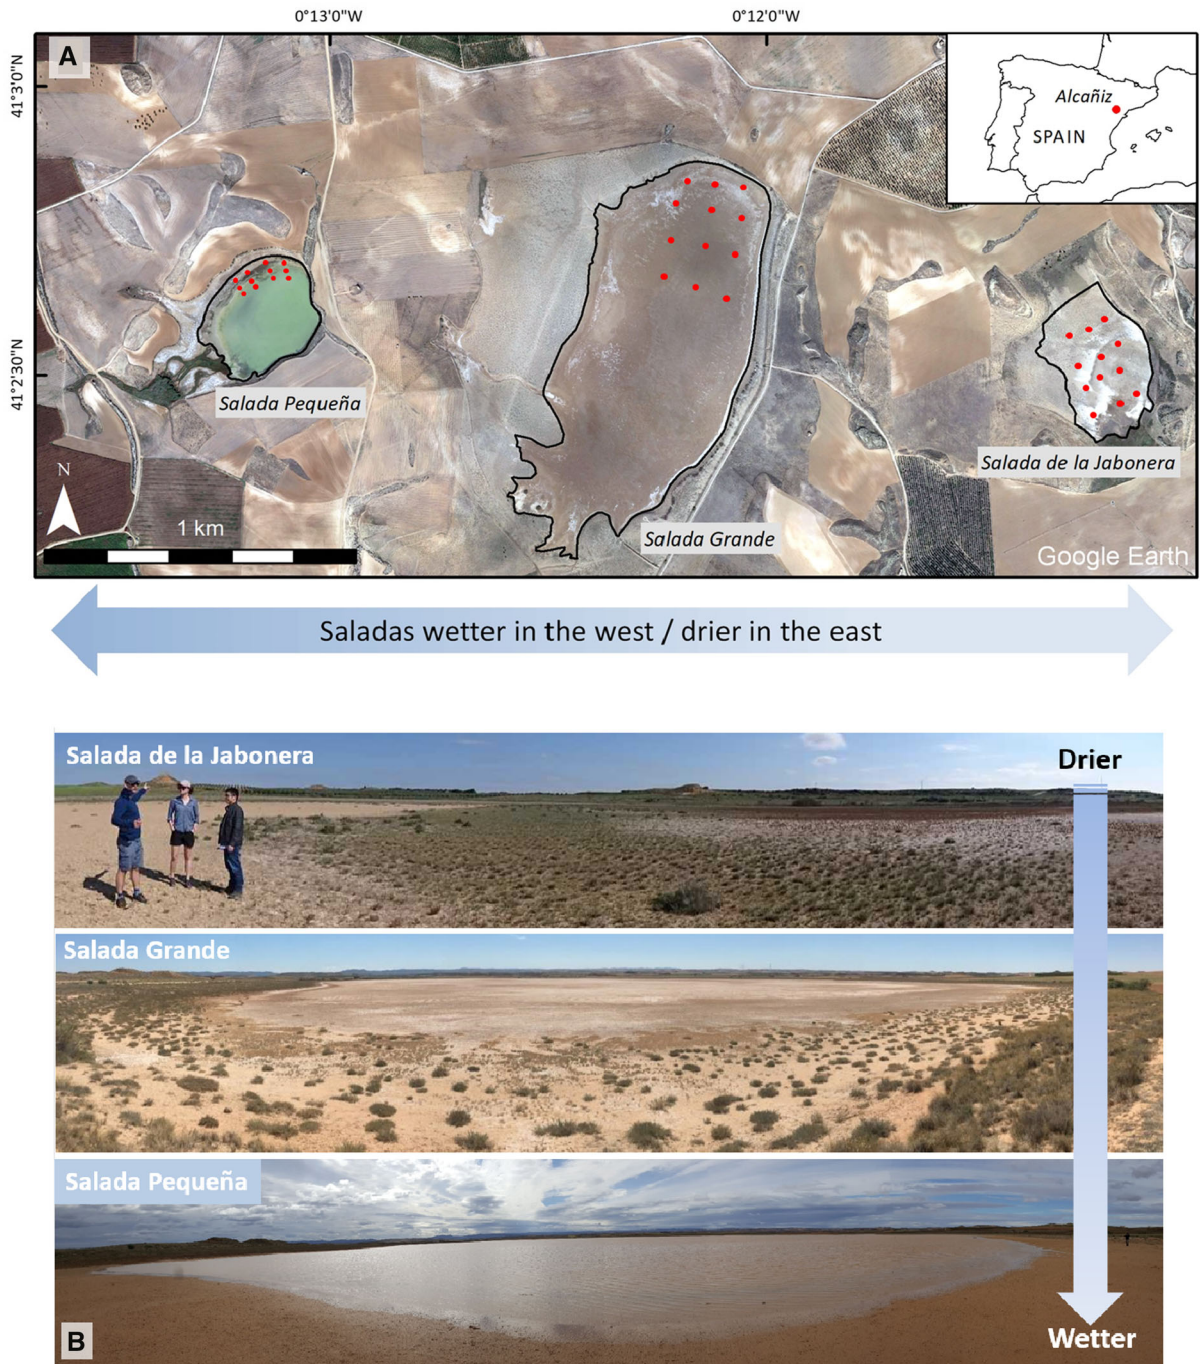 0°13'0"W
0°12'0"W
A
41°3'0"N
41°2'30"N
Alcañiz
SPAIN
Salada Pequeña
Salada de la Jabonera
Salada Grande
N
1 km
Google Earth
Saladas wetter in the west / drier in the east
Salada de la Jabonera
Drier
Salada Grande
Salada Pequeña
B
Wetter